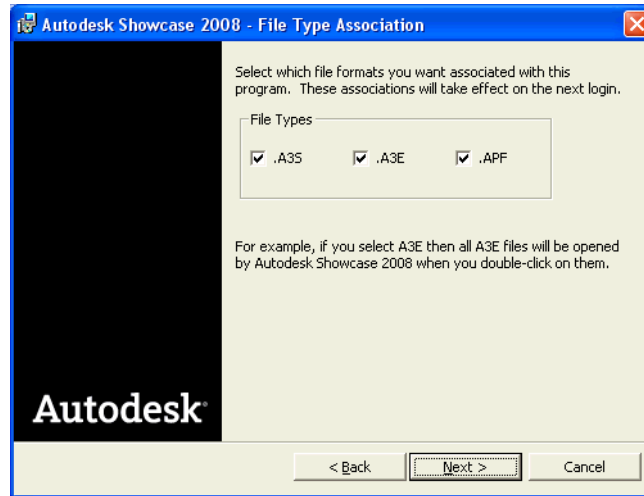 Autodesk Showcase 2008 - File Type Association
Select which file formats you want associated with this
program. These associations will take effect on the next login.
File Types
.A3S .A3E .APF
For example, if you select A3E then all A3E files will be opened
by Autodesk Showcase 2008 when you double-click on them.
Autodesk
< Back Next > Cancel